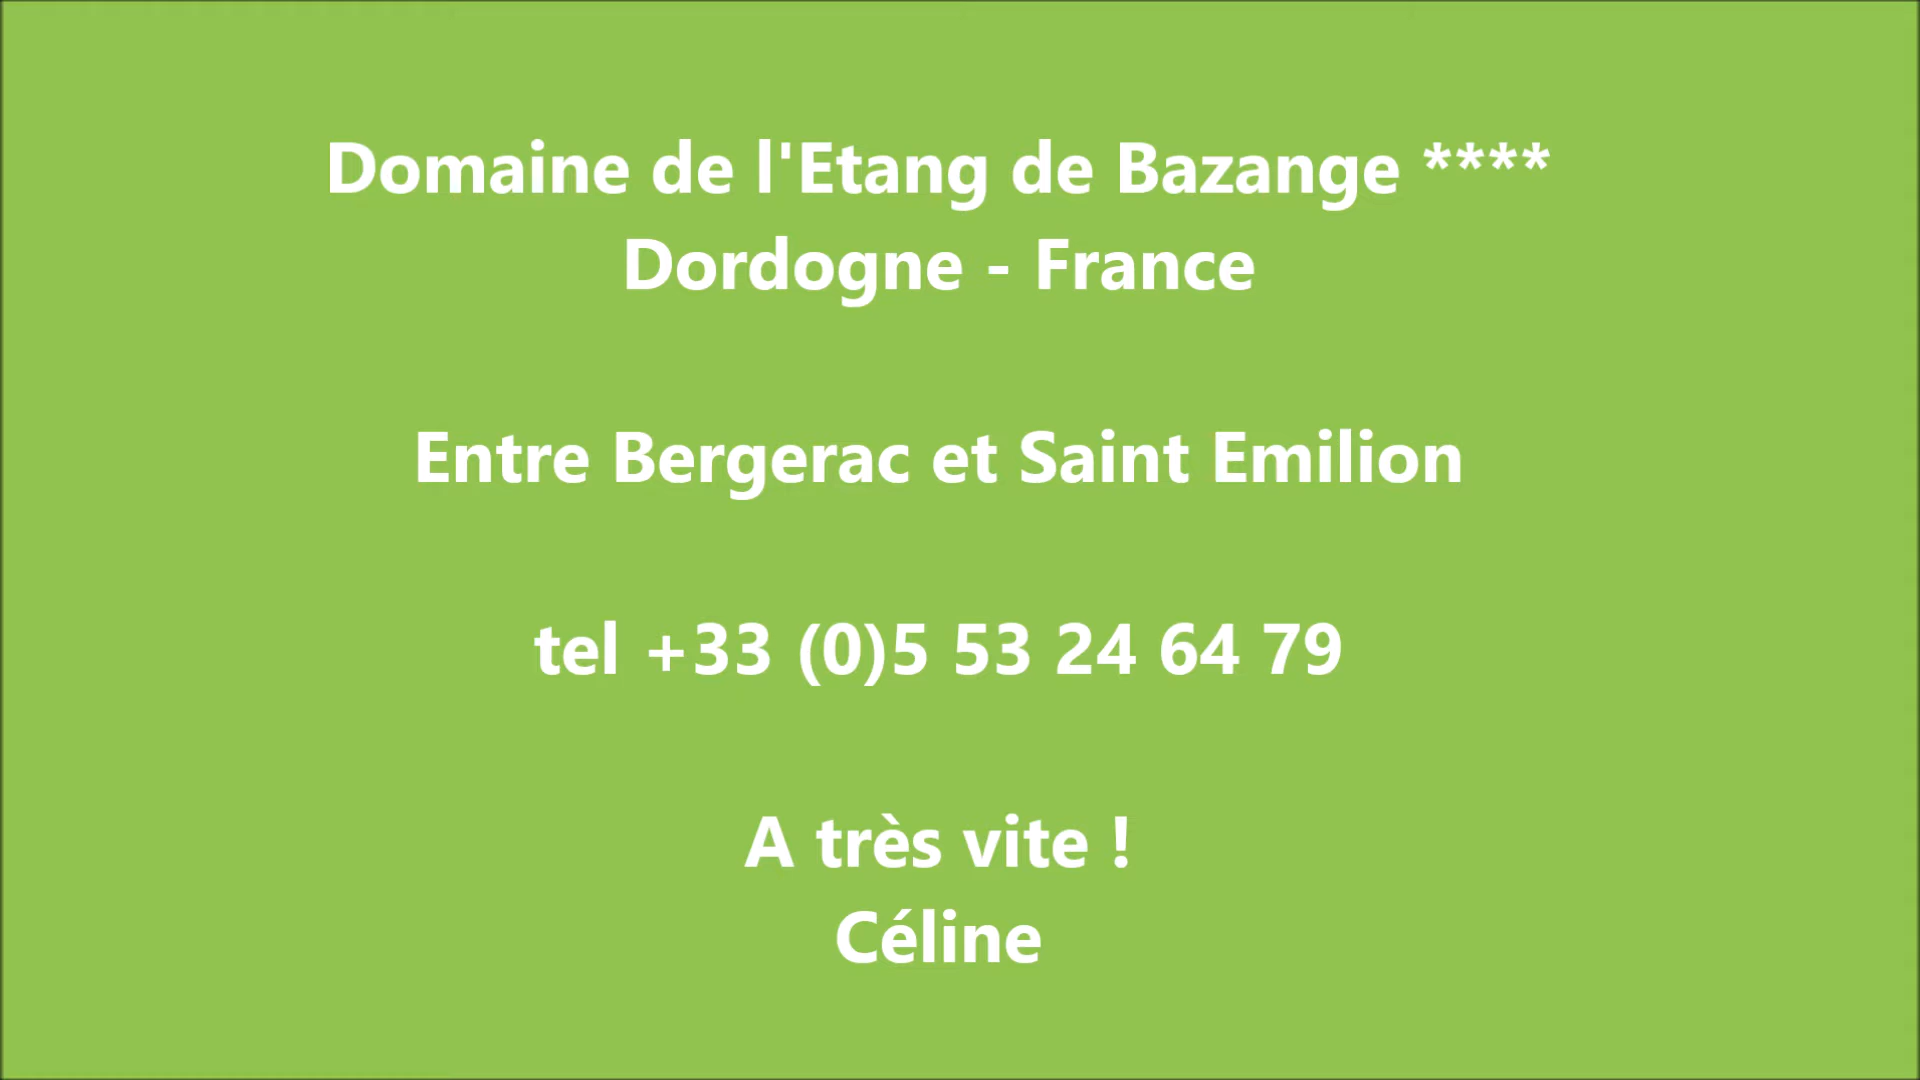 Domaine de l'Etang de Bazange ****
Dordogne - France
Entre Bergerac et Saint Emilion
tel +33 (0)5 53 24 64 79
A très vite !
Céline